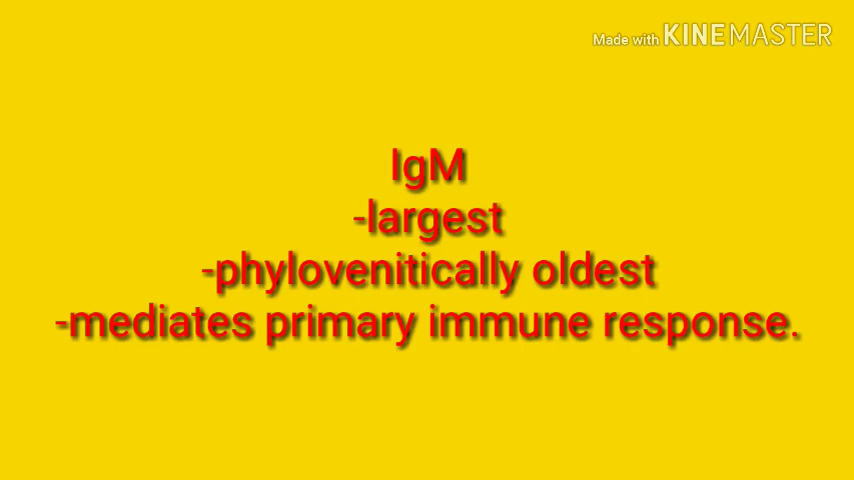 Made with KINEMASTER
IgM
-largest
-phylovenitically oldest
-mediates primary immune response.